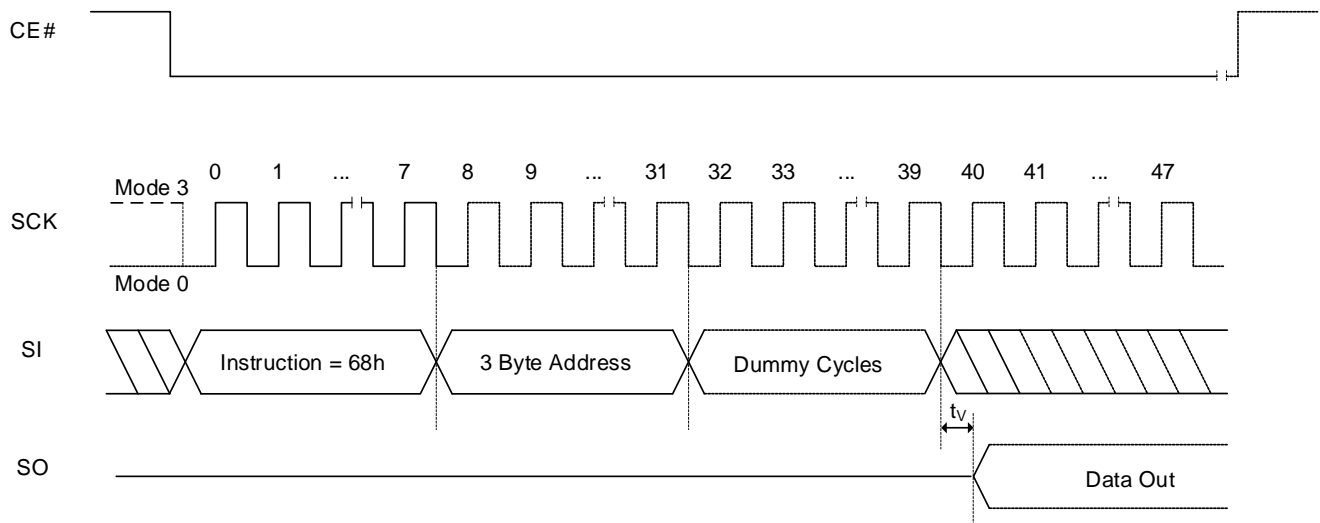 CE#
0 1 ... 7 8 9 ... 31 32 33 ... 39 40 41 ... 47
Mode 3
SCK
Mode 0
SI
Instruction = 68h
3 Byte Address
Dummy Cycles
tV
SO
Data Out